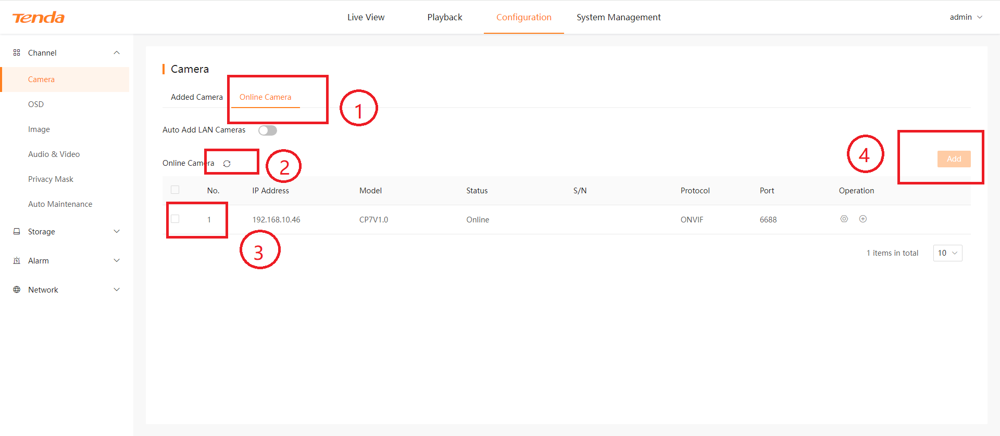 Tenda
Live View
Playback
Configuration
System Management
admin
Channel
Camera
OSD
Image
Audio & Video
Privacy Mask
Auto Maintenance
Storage
Alarm
Network
Camera
Added Camera
Online Camera
1
Auto Add LAN Cameras
Online Camera
2
4
Add
No. IP Address Model Status S/N Protocol Port Operation
1 192.168.10.46 CP7V1.0 Online ONVIF 6688
3
1 items in total
10